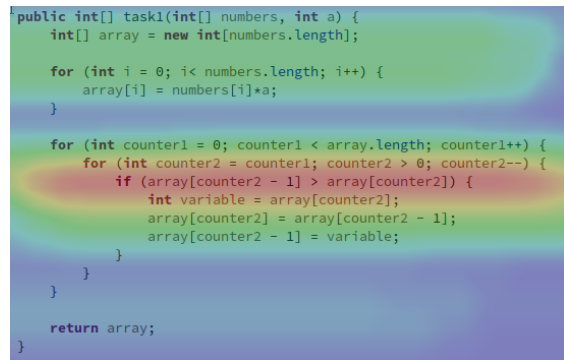 public int[] task1(int[] numbers, int a) {
    int[] array = new int[numbers.length];
    for (int i = 0; i< numbers.length; i++) {
        array[i] = numbers[i]*a;
    }
    for (int counter1 = 0; counter1 < array.length; counter1++) {
        for (int counter2 = counter1; counter2 > 0; counter2--) {
            if (array[counter2 - 1] > array[counter2]) {
                int variable = array[counter2];
                array[counter2] = array[counter2 - 1];
                array[counter2 - 1] = variable;
            }
        }
    }
    return array;
}